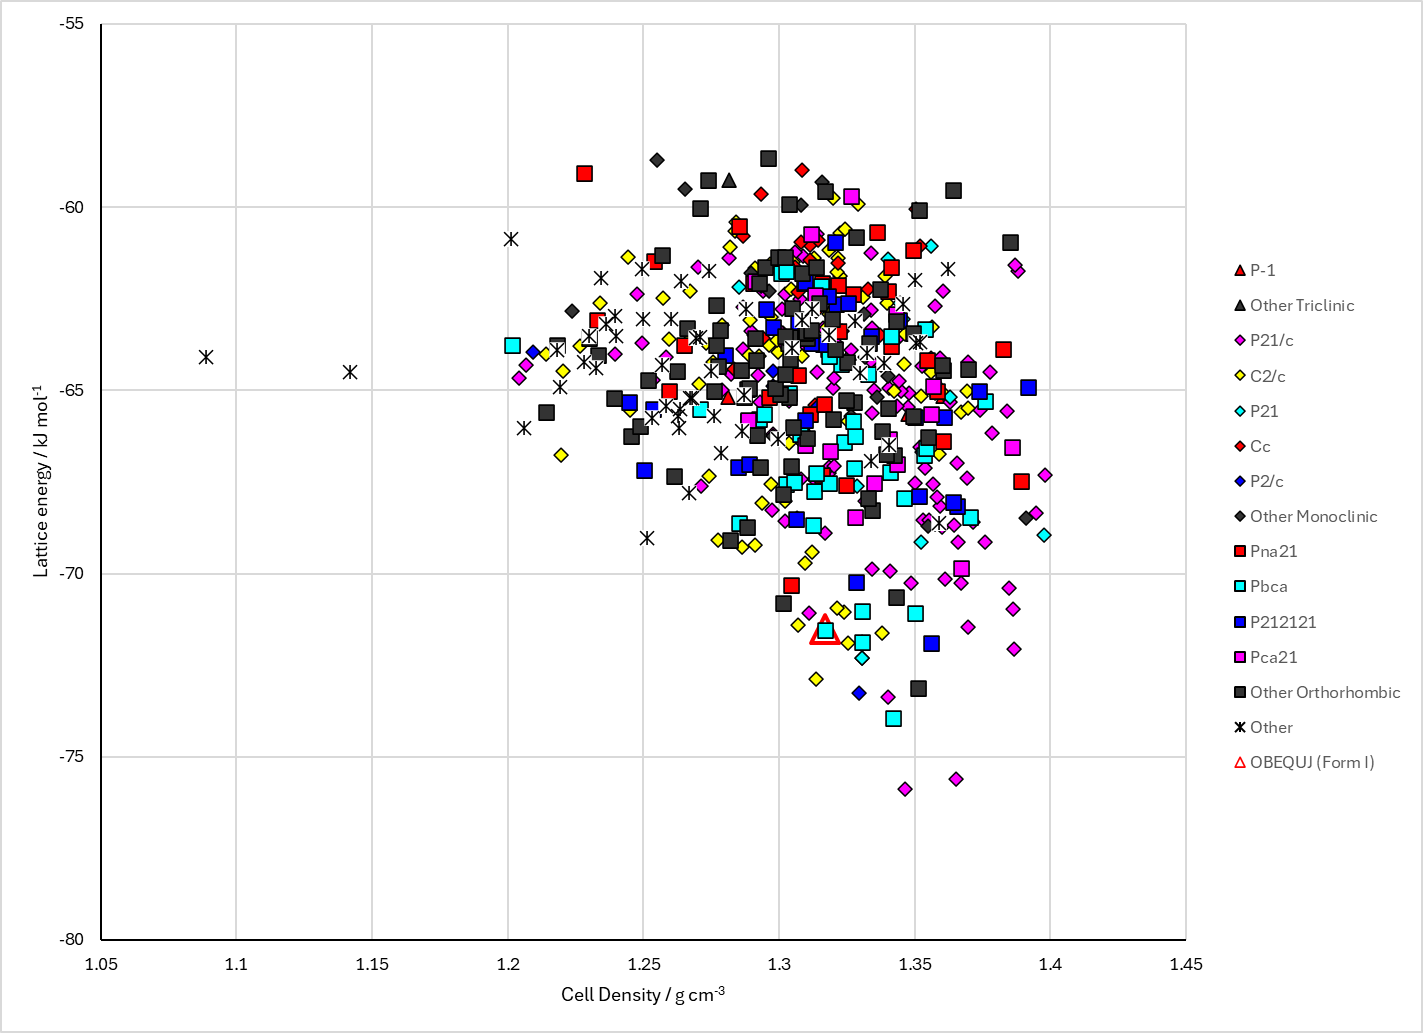 -55
-60
-65
-70
-75
-80
Lattice energy / kJ mol-1
1.05 1.1 1.15 1.2 1.25 1.3 1.35 1.4 1.45
Cell Density / g cm-3
P-1
Other Triclinic
P21/c
C2/c
P21
Cc
P2/c
Other Monoclinic
Pna21
Pbca
P212121
Pca21
Other Orthorhombic
Other
OBEQUJ (Form I)